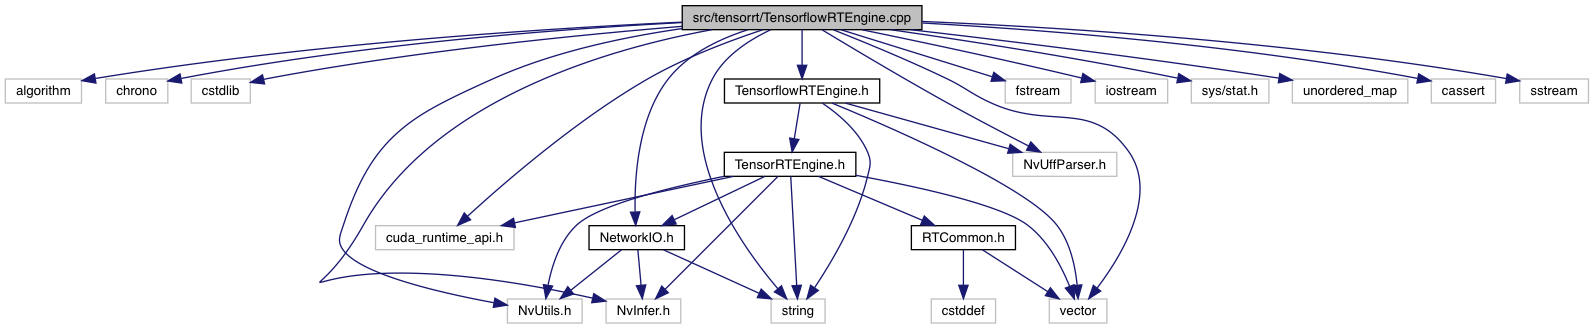 src/tensorrt/TensorflowRTEngine.cpp
algorithm
chrono
cstdlib
TensorflowRTEngine.h
fstream
iostream
sys/stat.h
unordered_map
cassert
sstream
TensorRTEngine.h
NvUffParser.h
cuda_runtime_api.h
NetworkIO.h
RTCommon.h
NvUtils.h
NvInfer.h
string
cstddef
vector